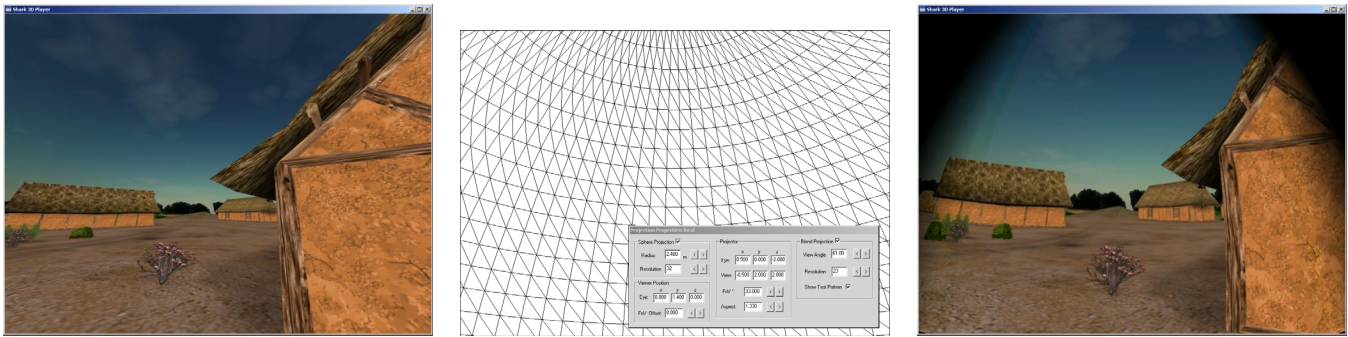 Shark 3D Player
Projection Properties: local
Sphere Projection
Radius 2.400 m < >
Resolution 32 < >
Viewer Position
x y z
Eye: 0.000 1.400 0.000
FoV Offset 0.000 < >
Projector
x y z
Eye 0.500 0.000 -2.000
View -0.500 2.000 2.000
FoV °: 33.000 < >
Aspect: 1.330 < >
Blend Projection
View Angle 61.00 < >
Resolution 23 < >
Show Test Pattern
Shark 3D Player